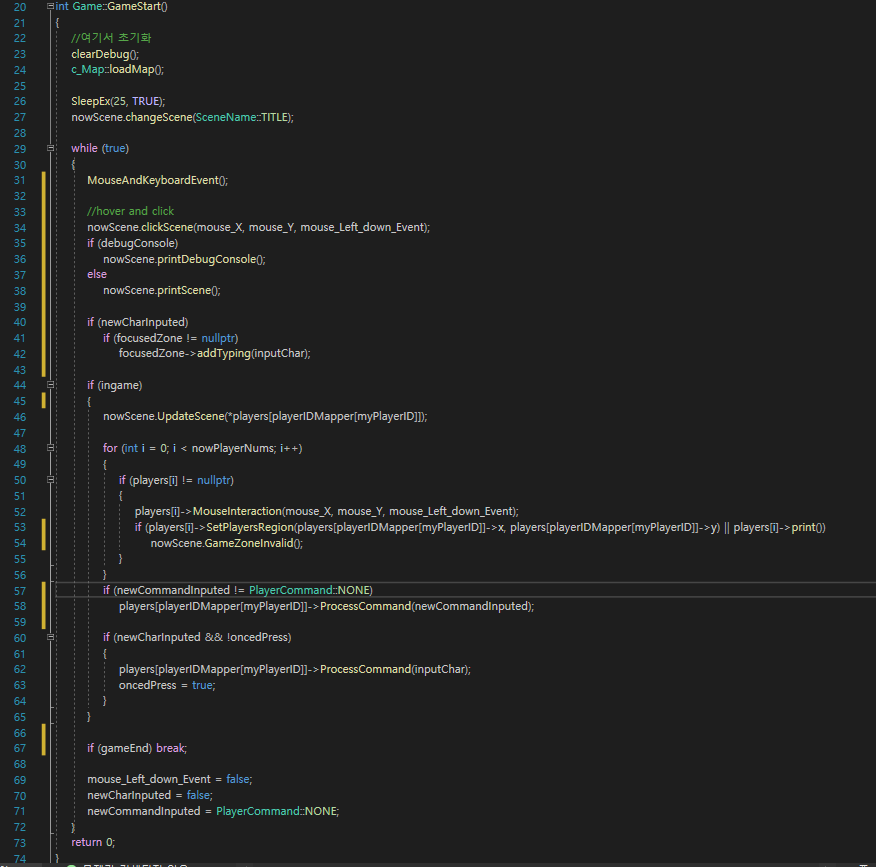 20 int Game::GameStart()
21 {
22 //여기서 초기화
23 clearDebug();
24 c_Map::loadMap();
25
26 SleepEx(25, TRUE);
27 nowScene.changeScene(SceneName::TITLE);
28
29 while (true)
30 {
31 MouseAndKeyboardEvent();
32
33 //hover and click
34 nowScene.clickScene(mouse_X, mouse_Y, mouse_Left_down_Event);
35 if (debugConsole)
36 nowScene.printDebugConsole();
37 else
38 nowScene.printScene();
39
40 if (newCharInputed)
41 if (focusedZone != nullptr)
42 focusedZone->addTyping(inputChar);
43
44 if (ingame)
45 {
46 nowScene.UpdateScene(*players[playerIDMapper[myPlayerID]]);
47
48 for (int i = 0; i < nowPlayerNums; i++)
49 {
50 if (players[i] != nullptr)
51 {
52 players[i]->MouseInteraction(mouse_X, mouse_Y, mouse_Left_down_Event);
53 if (players[i]->SetPlayersRegion(players[playerIDMapper[myPlayerID]]->x, players[playerIDMapper[myPlayerID]]->y) || players[i]->print())
54 nowScene.GameZoneInvalid();
55 }
56 }
57 if (newCommandInputed != PlayerCommand::NONE)
58 players[playerIDMapper[myPlayerID]]->ProcessCommand(newCommandInputed);
59
60 if (newCharInputed && !oncedPress)
61 {
62 players[playerIDMapper[myPlayerID]]->ProcessCommand(inputChar);
63 oncedPress = true;
64 }
65 }
66
67 if (gameEnd) break;
68
69 mouse_Left_down_Event = false;
70 newCharInputed = false;
71 newCommandInputed = PlayerCommand::NONE;
72 }
73 return 0;
74 }